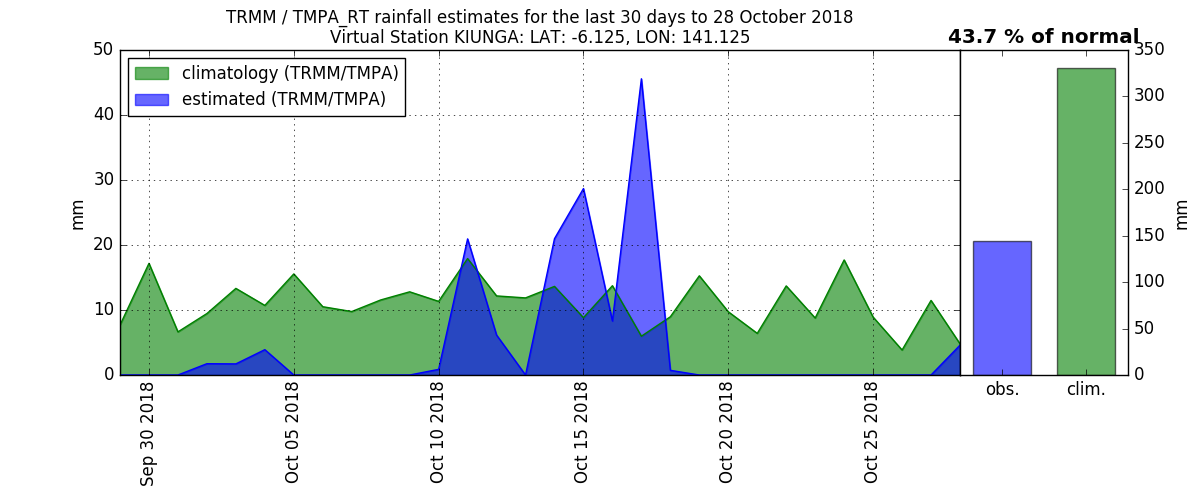 TRMM / TMPA_RT rainfall estimates for the last 30 days to 28 October 2018
Virtual Station KIUNGA: LAT: -6.125, LON: 141.125
43.7 % of normal
climatology (TRMM/TMPA)
estimated (TRMM/TMPA)
50
40
30
20
10
0
mm
Sep 30 2018
Oct 05 2018
Oct 10 2018
Oct 15 2018
Oct 20 2018
Oct 25 2018
obs.
clim.
350
300
250
200
150
100
50
0
mm